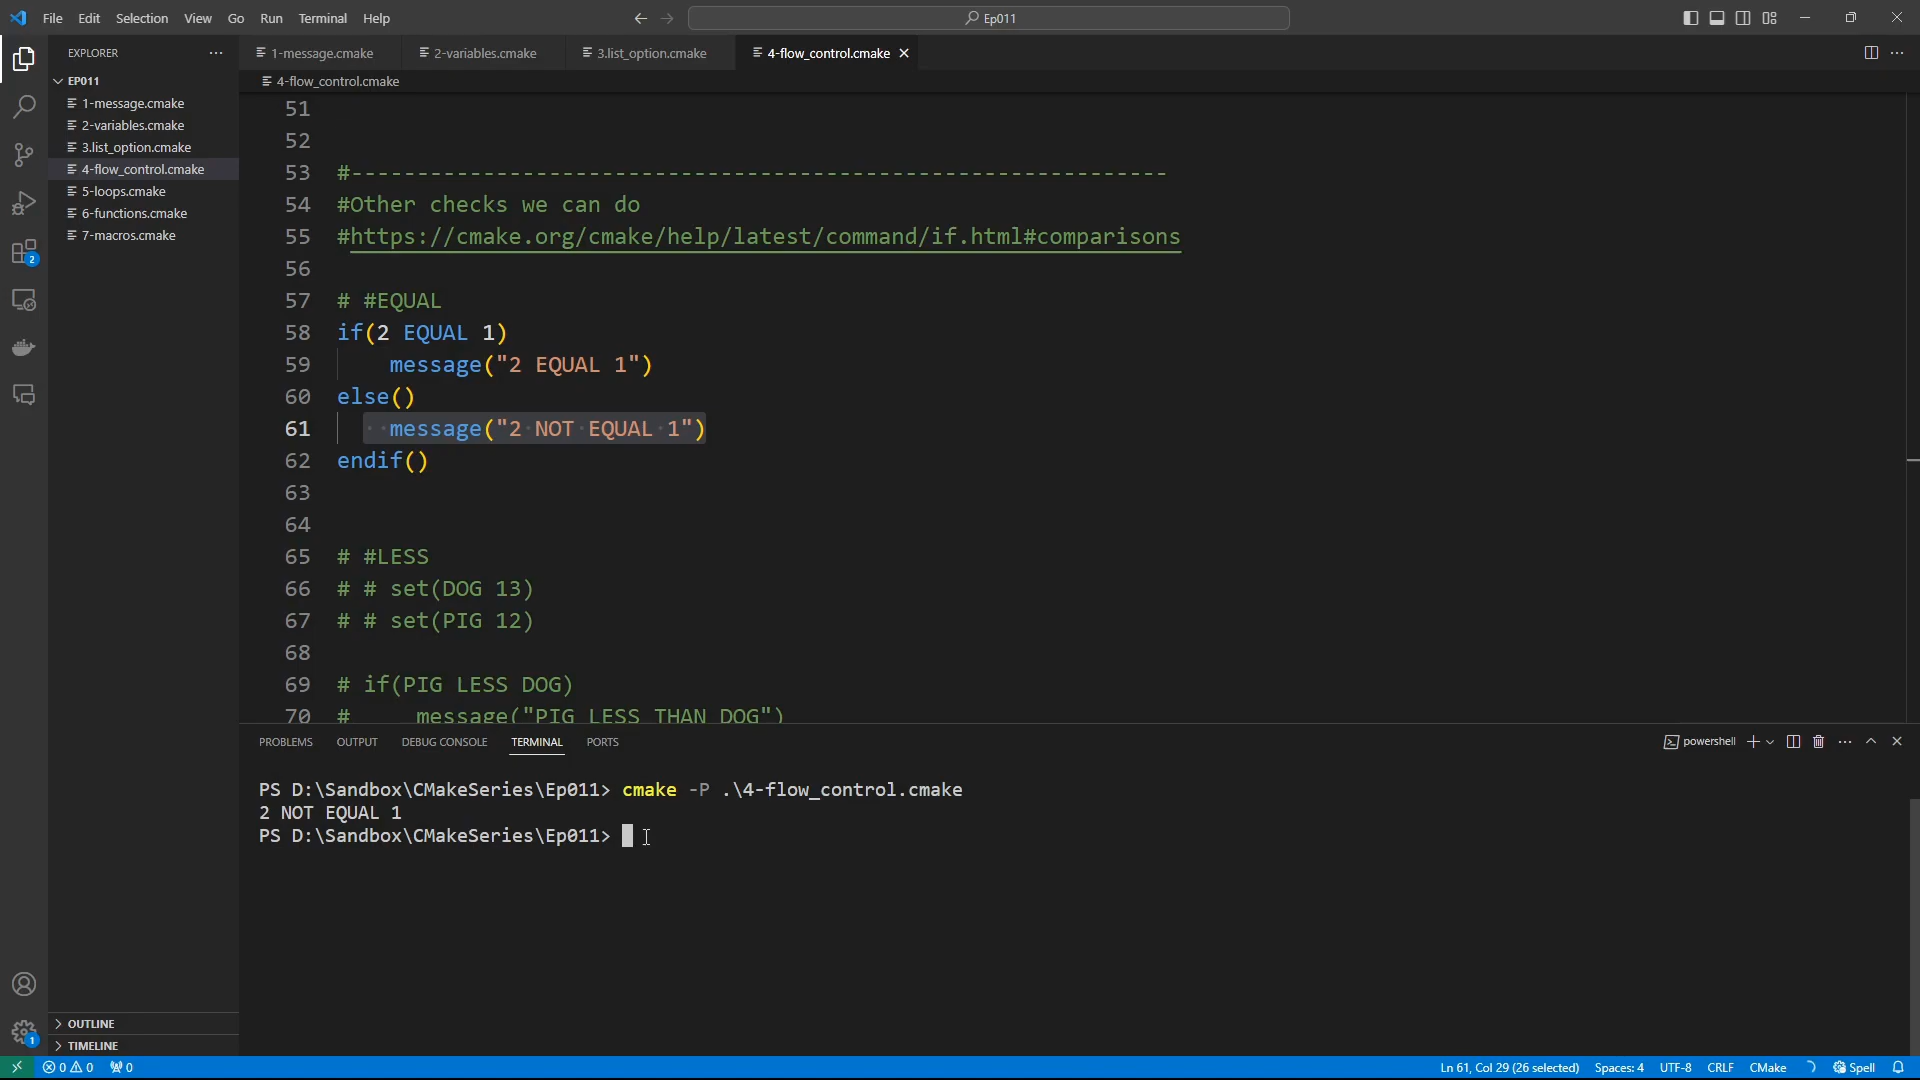 File Edit Selection View Go Run Terminal Help
Ep011
EXPLORER
1-message.cmake 2-variables.cmake 3.list_option.cmake 4-flow_control.cmake
EP011
4-flow_control.cmake
1-message.cmake
2-variables.cmake
3.list_option.cmake
4-flow_control.cmake
5-loops.cmake
6-functions.cmake
7-macros.cmake
51
52
53 #--------------------------------------------------------------
54 #Other checks we can do
55 #https://cmake.org/cmake/help/latest/command/if.html#comparisons
56
57 # #EQUAL
58 if(2 EQUAL 1)
59 message("2 EQUAL 1")
60 else()
61 message("2 NOT EQUAL 1")
62 endif()
63
64
65 # #LESS
66 # # set(DOG 13)
67 # # set(PIG 12)
68
69 # if(PIG LESS DOG)
70 # message("PIG LESS THAN DOG")
2
PROBLEMS OUTPUT DEBUG CONSOLE TERMINAL PORTS
powershell
PS D:\Sandbox\CMakeSeries\Ep011> cmake -P .\4-flow_control.cmake
2 NOT EQUAL 1
PS D:\Sandbox\CMakeSeries\Ep011>
OUTLINE
1
TIMELINE
0 0 0
Ln 61, Col 29 (26 selected) Spaces: 4 UTF-8 CRLF CMake Spell